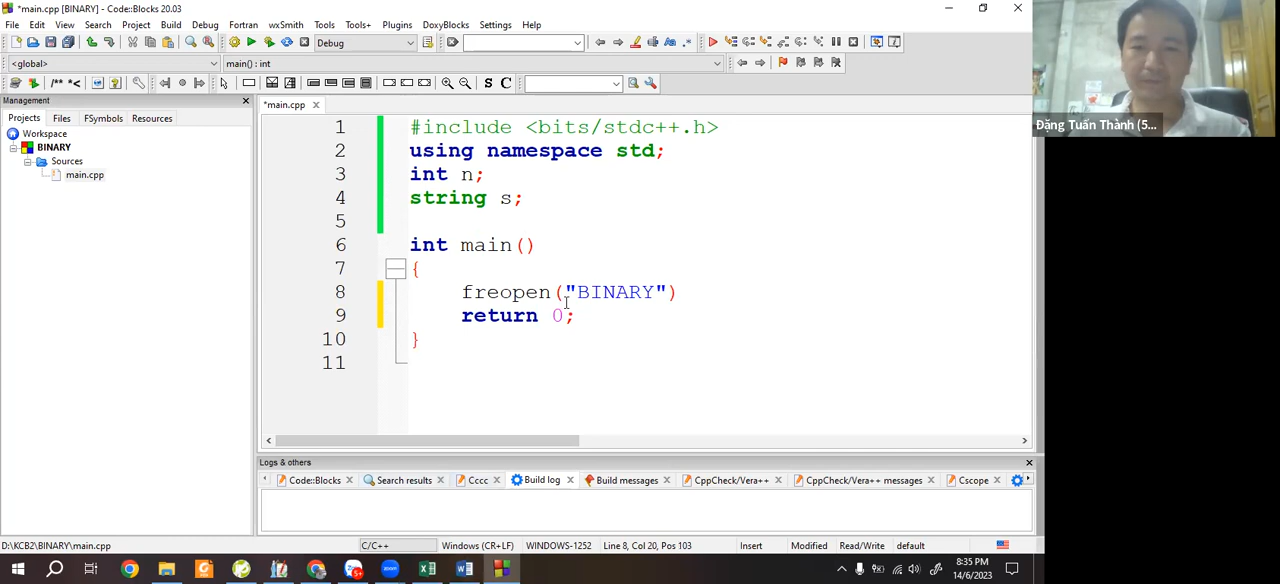 *main.cpp [BINARY] - Code::Blocks 20.03
File Edit View Search Project Build Debug Fortran wxSmith Tools Tools+ Plugins DoxyBlocks Settings Help
Debug
<global> main() : int
/** *< S C
Management
Projects Files FSymbols Resources
Workspace
BINARY
Sources
main.cpp
*main.cpp
1 #include <bits/stdc++.h>
2 using namespace std;
3 int n;
4 string s;
5
6 int main()
7 {
8 freopen("BINARY")
9 return 0;
10 }
11
Đặng Tuấn Thành (5...
Logs & others
Code::Blocks Search results Cccc Build log Build messages CppCheck/Vera++ CppCheck/Vera++ messages Cscope
D:\KCB2\BINARY\main.cpp C/C++ Windows (CR+LF) WINDOWS-1252 Line 8, Col 20, Pos 103 Insert Modified Read/Write default
8:35 PM
14/6/2023